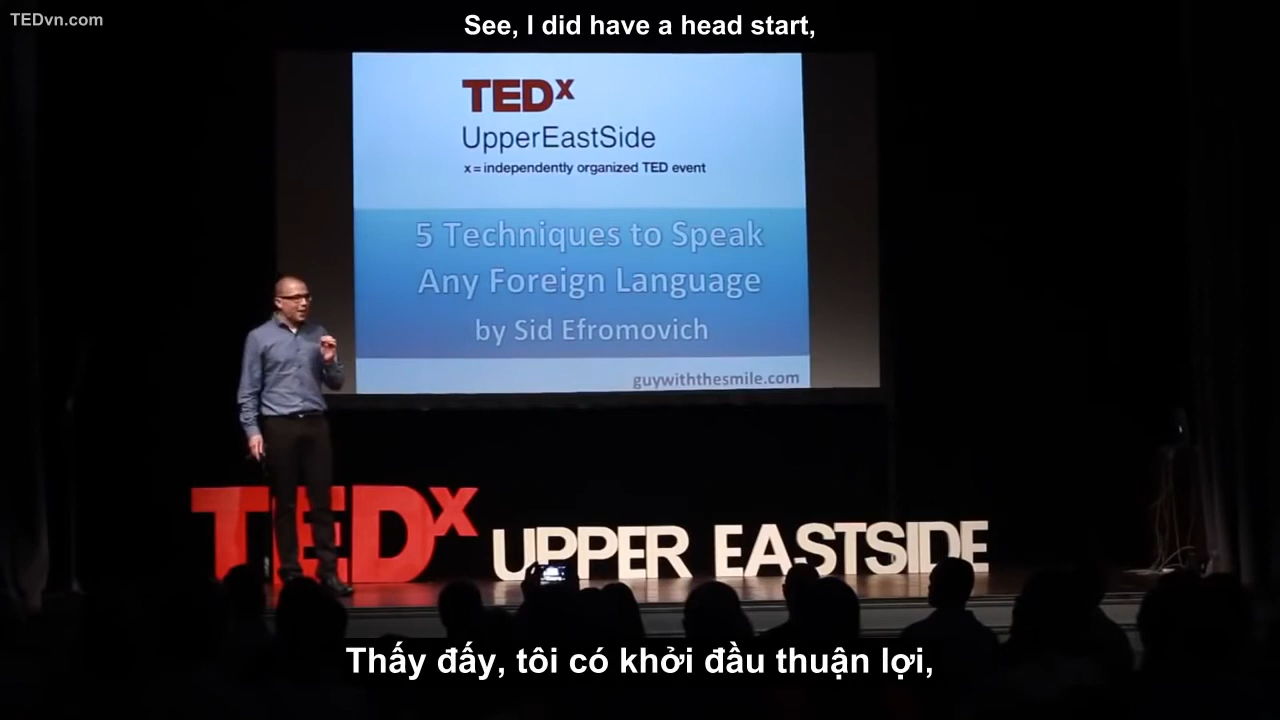 TEDvn.com
See, I did have a head start,
TEDx
UpperEastSide
x = independently organized TED event
5 Techniques to Speak
Any Foreign Language
by Sid Efromovich
guywiththesmile.com
TEDx UPPER EASTSIDE
Thấy đấy, tôi có khởi đầu thuận lợi,